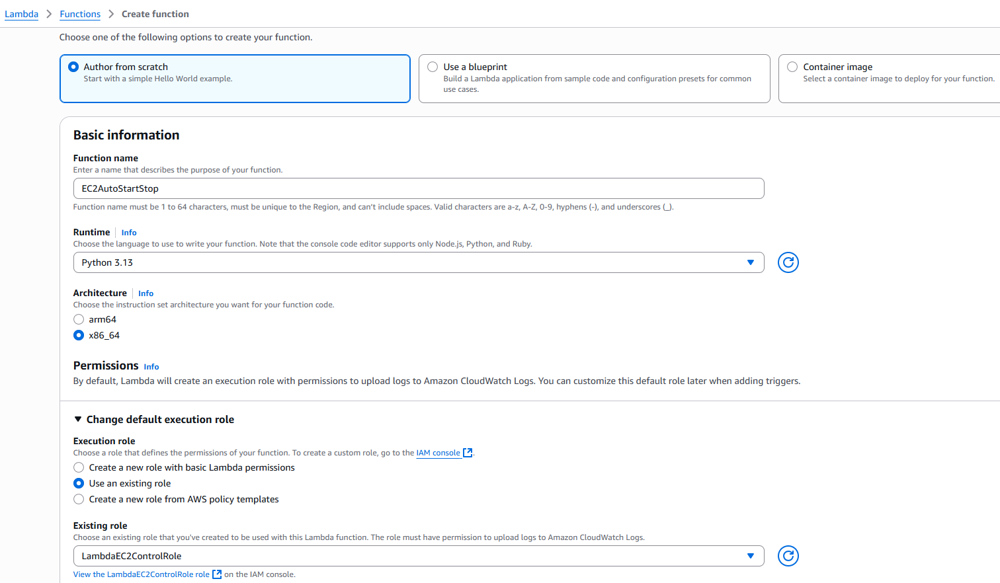 Lambda > Functions > Create function
Choose one of the following options to create your function.
Author from scratch
Start with a simple Hello World example.
Use a blueprint
Build a Lambda application from sample code and configuration presets for common
use cases.
Container image
Select a container image to deploy for your function.
Basic information
Function name
Enter a name that describes the purpose of your function.
EC2AutoStartStop
Function name must be 1 to 64 characters, must be unique to the Region, and can't include spaces. Valid characters are a-z, A-Z, 0-9, hyphens (-), and underscores (_).
Runtime | Info
Choose the language to use to write your function. Note that the console code editor supports only Node.js, Python, and Ruby.
Python 3.13
Architecture | Info
Choose the instruction set architecture you want for your function code.
arm64
x86_64
Permissions Info
By default, Lambda will create an execution role with permissions to upload logs to Amazon CloudWatch Logs. You can customize this default role later when adding triggers.
Change default execution role
Execution role
Choose a role that defines the permissions of your function. To create a custom role, go to the IAM console.
Create a new role with basic Lambda permissions
Use an existing role
Create a new role from AWS policy templates
Existing role
Choose an existing role that you've created to be used with this Lambda function. The role must have permission to upload logs to Amazon CloudWatch Logs.
LambdaEC2ControlRole
View the LambdaEC2ControlRole role on the IAM console.